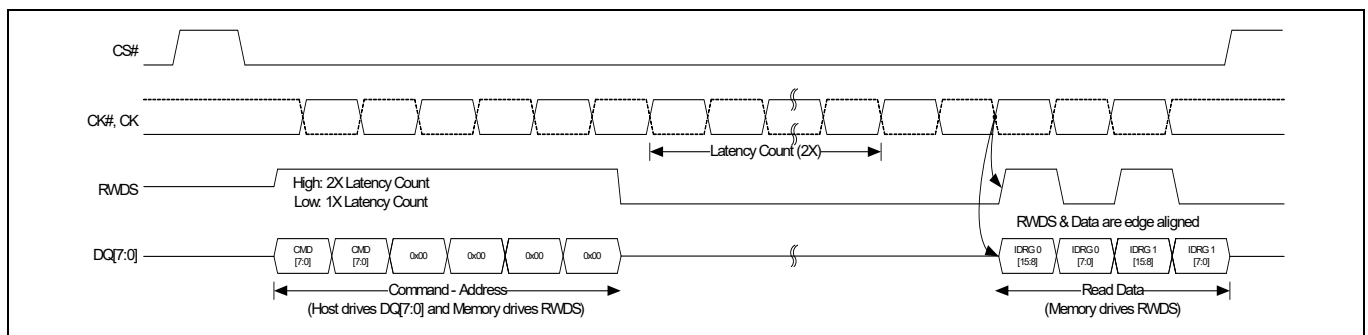 CS#
CK#, CK
Latency Count (2X)
RWDS
High: 2X Latency Count
Low: 1X Latency Count
RWDS & Data are edge aligned
DQ[7:0]
CMD
[7:0]
CMD
[7:0]
0x00
0x00
0x00
0x00
IDRG 0
[15:8]
IDRG 0
[7:0]
IDRG 1
[15:8]
IDRG 1
[7:0]
Command - Address
(Host drives DQ[7:0] and Memory drives RWDS)
Read Data
(Memory drives RWDS)